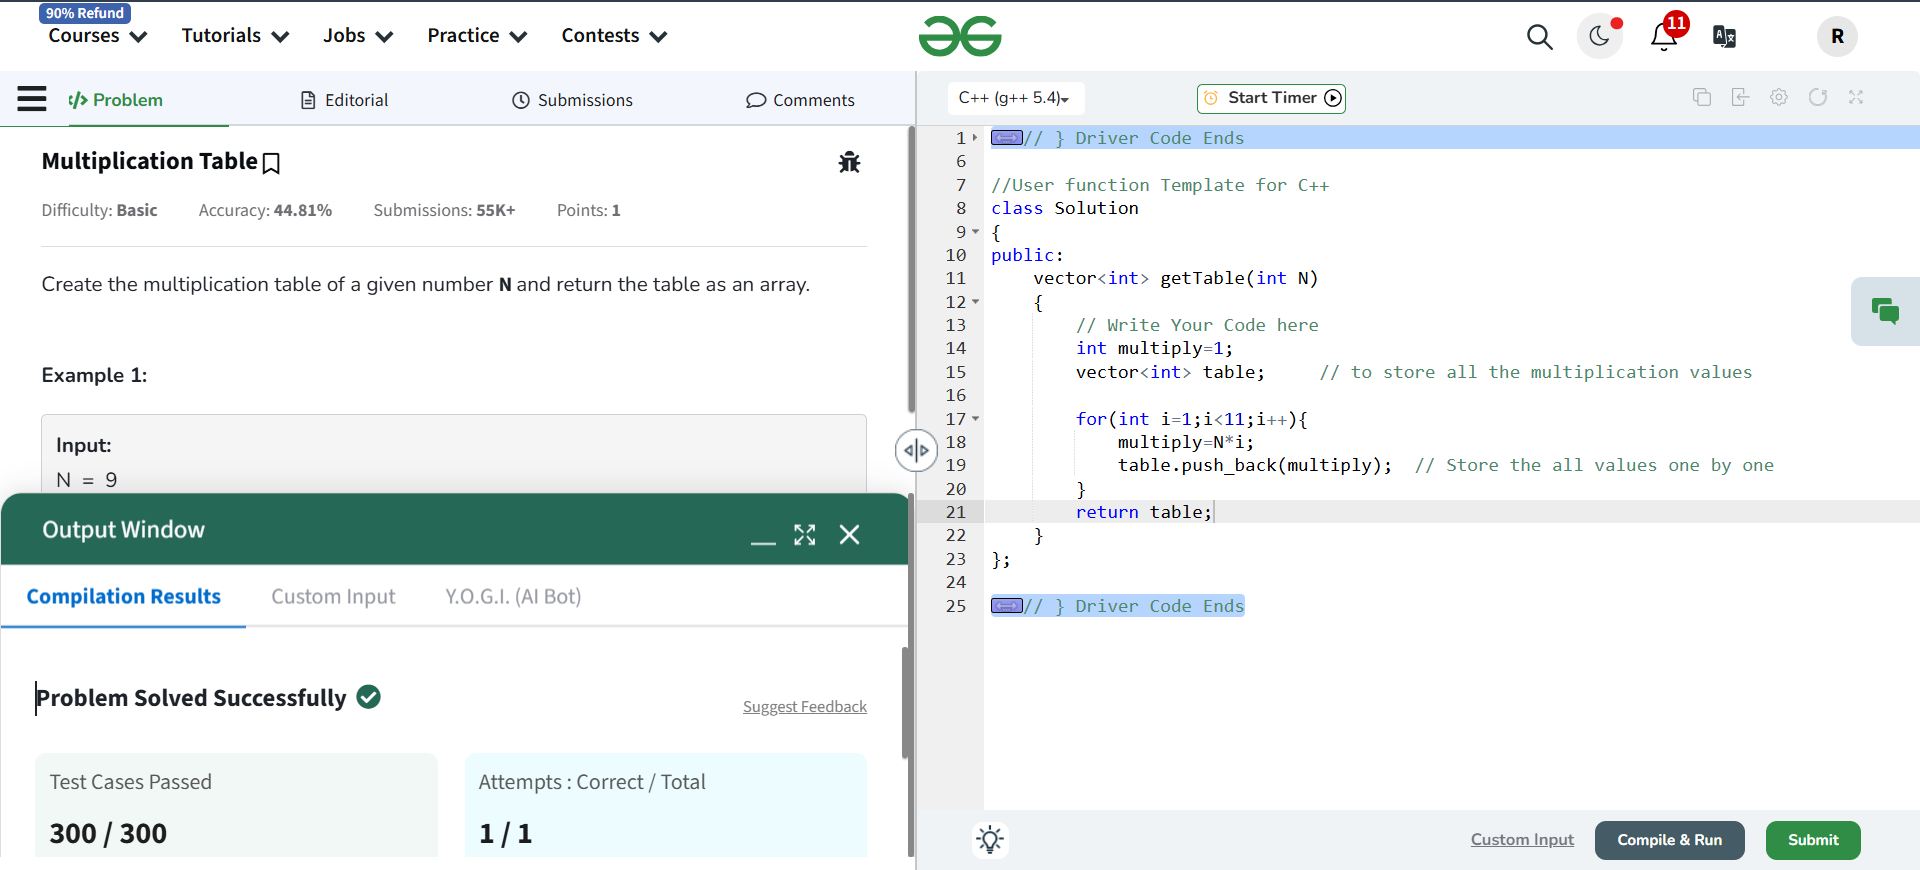 90% Refund
Courses Tutorials Jobs Practice Contests
11
R
</> Problem Editorial Submissions Comments
Multiplication Table
Difficulty: Basic Accuracy: 44.81% Submissions: 55K+ Points: 1
Create the multiplication table of a given number N and return the table as an array.
Example 1:
Input:
N = 9
Output Window
Compilation Results Custom Input Y.O.G.I. (AI Bot)
Problem Solved Successfully
Suggest Feedback
Test Cases Passed
300 / 300
Attempts : Correct / Total
1 / 1
C++ (g++ 5.4) Start Timer
1 // } Driver Code Ends
6
7 //User function Template for C++
8 class Solution
9 {
10 public:
11 vector<int> getTable(int N)
12 {
13 // Write Your Code here
14 int multiply=1;
15 vector<int> table; // to store all the multiplication values
16
17 for(int i=1;i<11;i++){
18 multiply=N*i;
19 table.push_back(multiply); // Store the all values one by one
20 }
21 return table;
22 }
23 };
24
25 // } Driver Code Ends
Custom Input Compile & Run Submit